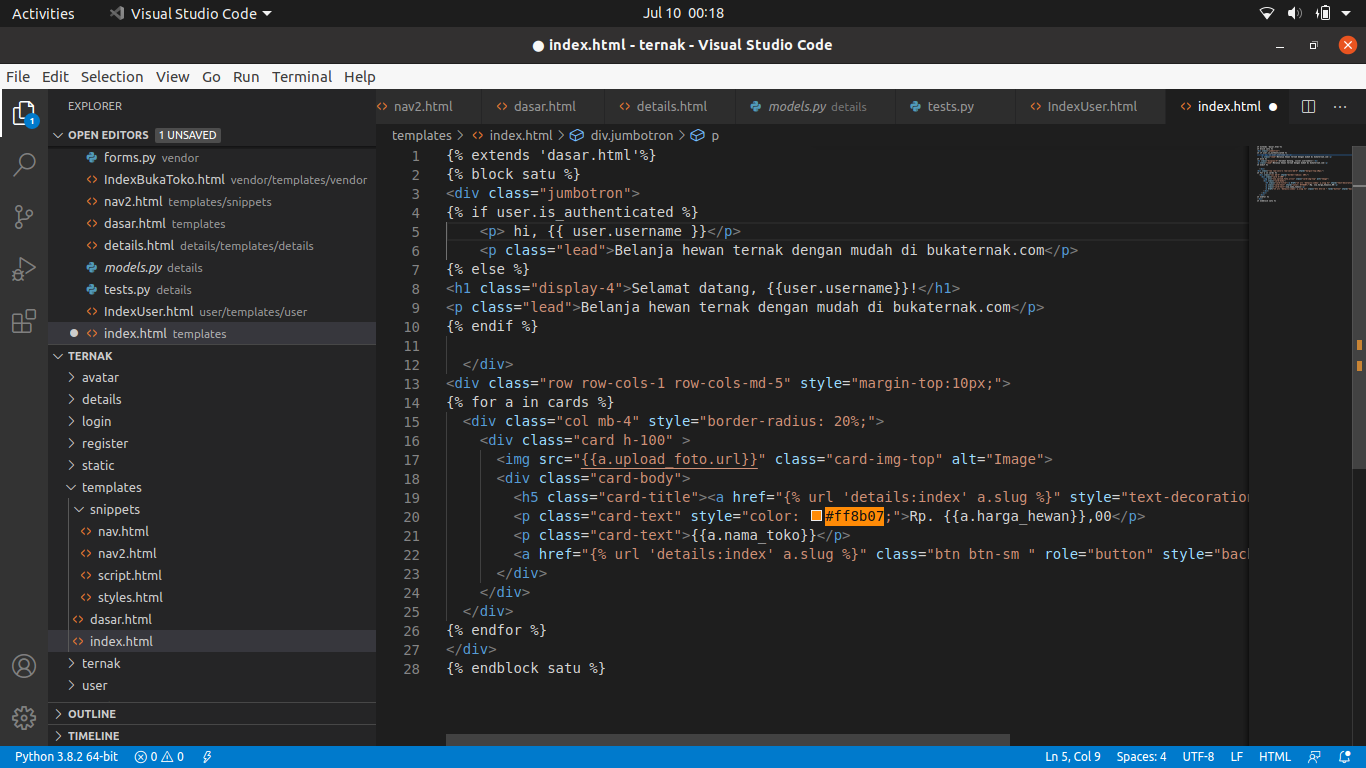 Activities Visual Studio Code Jul 10 00:18
● index.html - ternak - Visual Studio Code
File Edit Selection View Go Run Terminal Help
EXPLORER
OPEN EDITORS 1 UNSAVED
forms.py vendor
IndexBukaToko.html vendor/templates/vendor
nav2.html templates/snippets
dasar.html templates
details.html details/templates/details
models.py details
tests.py details
IndexUser.html user/templates/user
index.html templates
TERNAK
avatar
details
login
register
static
templates
snippets
nav.html
nav2.html
script.html
styles.html
dasar.html
index.html
ternak
user
OUTLINE
TIMELINE
nav2.html dasar.html details.html models.py details tests.py IndexUser.html index.html
templates > index.html > div.jumbotron > p
1 {% extends 'dasar.html'%}
2 {% block satu %}
3 <div class="jumbotron">
4 {% if user.is_authenticated %}
5 <p> hi, {{ user.username }}</p>
6 <p class="lead">Belanja hewan ternak dengan mudah di bukaternak.com</p>
7 {% else %}
8 <h1 class="display-4">Selamat datang, {{user.username}}!</h1>
9 <p class="lead">Belanja hewan ternak dengan mudah di bukaternak.com</p>
10 {% endif %}
11
12 </div>
13 <div class="row row-cols-1 row-cols-md-5" style="margin-top:10px;">
14 {% for a in cards %}
15 <div class="col mb-4" style="border-radius: 20%;">
16 <div class="card h-100" >
17 <img src="{{a.upload_foto.url}}" class="card-img-top" alt="Image">
18 <div class="card-body">
19 <h5 class="card-title"><a href="{% url 'details:index' a.slug %}" style="text-decoration
20 <p class="card-text" style="color: #ff8b07;">Rp. {{a.harga_hewan}},00</p>
21 <p class="card-text">{{a.nama_toko}}</p>
22 <a href="{% url 'details:index' a.slug %}" class="btn btn-sm " role="button" style="bac
23 </div>
24 </div>
25 </div>
26 {% endfor %}
27 </div>
28 {% endblock satu %}
Python 3.8.2 64-bit 0 0 Ln 5, Col 9 Spaces: 4 UTF-8 LF HTML